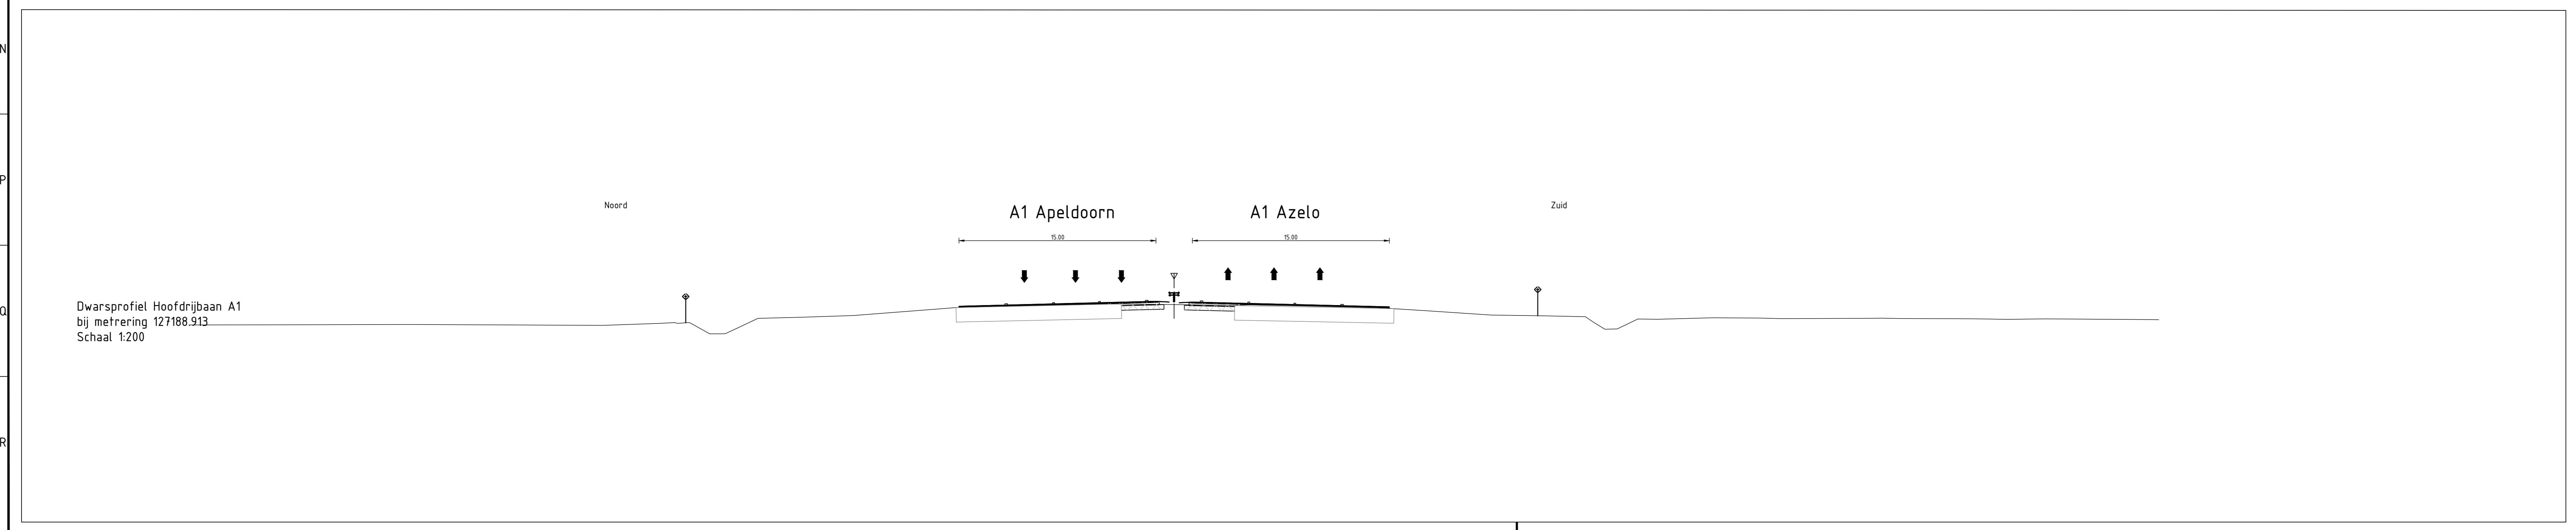 N
P
Noord
Zuid
A1 Apeldoorn
A1 Azelo
15.00
15.00
Q
Dwarsprofiel Hoofdrijbaan A1
bij metrering 127188.913
Schaal 1:200
R